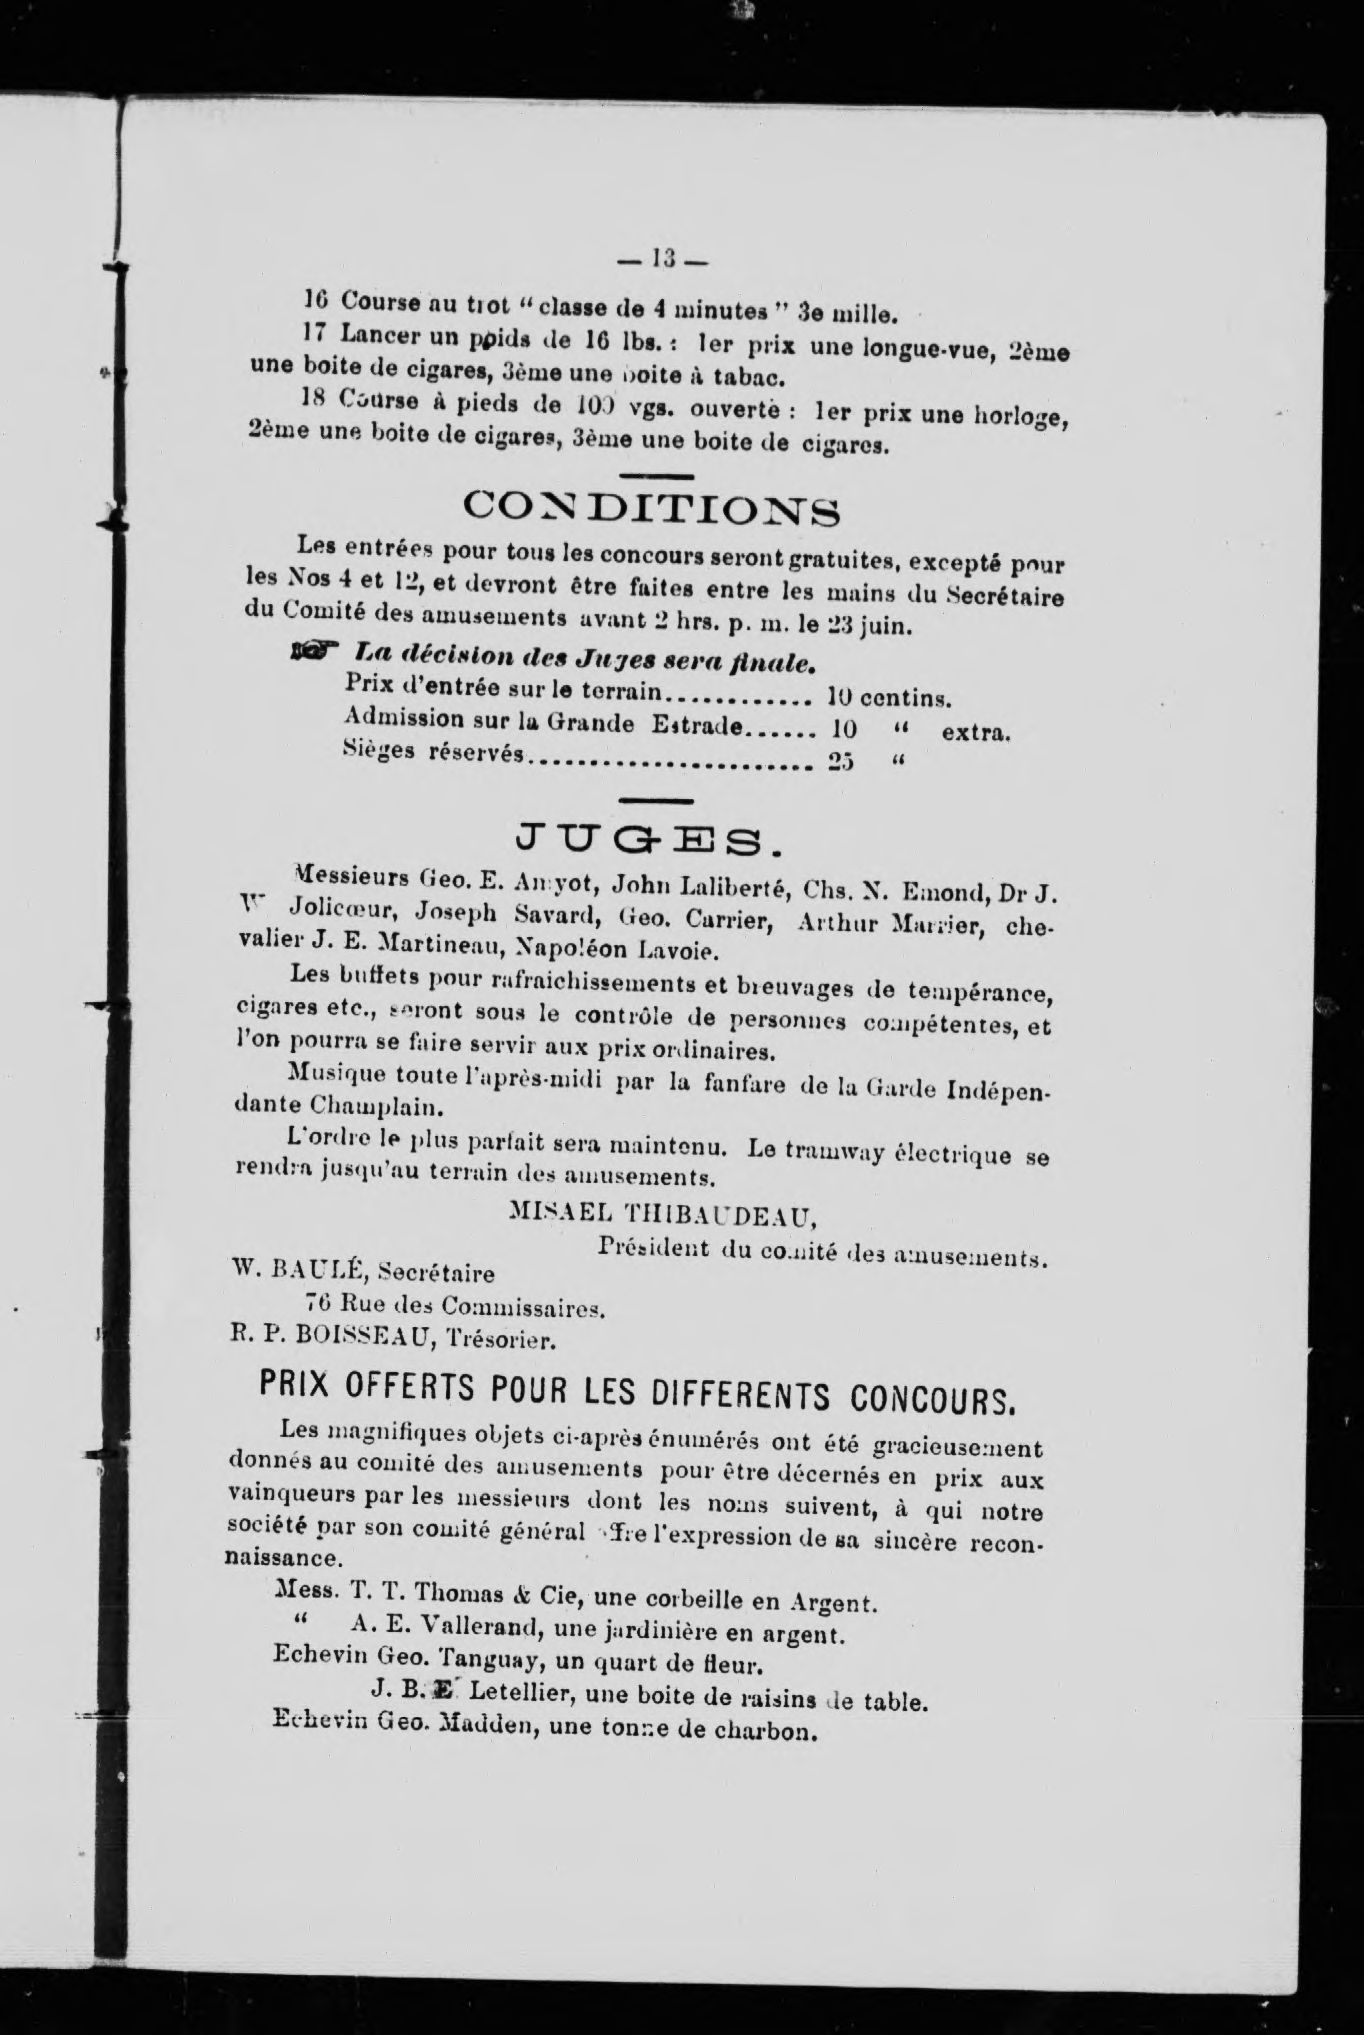 — 13 —
16 Course au trot “ classe de 4 minutes ” 3e mille.
17 Lancer un poids de 16 lbs. : 1er prix une longue-vue, 2ème
une boite de cigares, 3ème une boite à tabac.
18 Course à pieds de 100 vgs. ouverte : 1er prix une horloge,
2ème une boite de cigares, 3ème une boite de cigares.
CONDITIONS
Les entrées pour tous les concours seront gratuites, excepté pour
les Nos 4 et 12, et devront être faites entre les mains du Secrétaire
du Comité des amusements avant 2 hrs. p. m. le 23 juin.
☞ La décision des Juges sera finale.
Prix d’entrée sur le terrain............. 10 centins.
Admission sur la Grande Estrade...... 10 “ extra.
Sièges réservés......................... 25 “
JUGES.
Messieurs Geo. E. Amyot, John Laliberté, Chs. N. Emond, Dr J.
W Jolicœur, Joseph Savard, Geo. Carrier, Arthur Marrier, che-
valier J. E. Martineau, Napoléon Lavoie.
Les buffets pour rafraichissements et breuvages de tempérance,
cigares etc., seront sous le contrôle de personnes compétentes, et
l’on pourra se faire servir aux prix ordinaires.
Musique toute l’après-midi par la fanfare de la Garde Indépen-
dante Champlain.
L’ordre le plus parfait sera maintenu. Le tramway électrique se
rendra jusqu’au terrain des amusements.
MISAEL THIBAUDEAU,
Président du comité des amusements.
W. BAULÉ, Secrétaire
76 Rue des Commissaires.
R. P. BOISSEAU, Trésorier.
PRIX OFFERTS POUR LES DIFFERENTS CONCOURS.
Les magnifiques objets ci-après énumérés ont été gracieusement
donnés au comité des amusements pour être décernés en prix aux
vainqueurs par les messieurs dont les noms suivent, à qui notre
société par son comité général offre l’expression de sa sincère recon-
naissance.
Mess. T. T. Thomas & Cie, une corbeille en Argent.
“ A. E. Vallerand, une jardinière en argent.
Echevin Geo. Tanguay, un quart de fleur.
J. B. E Letellier, une boite de raisins de table.
Echevin Geo. Madden, une tonne de charbon.